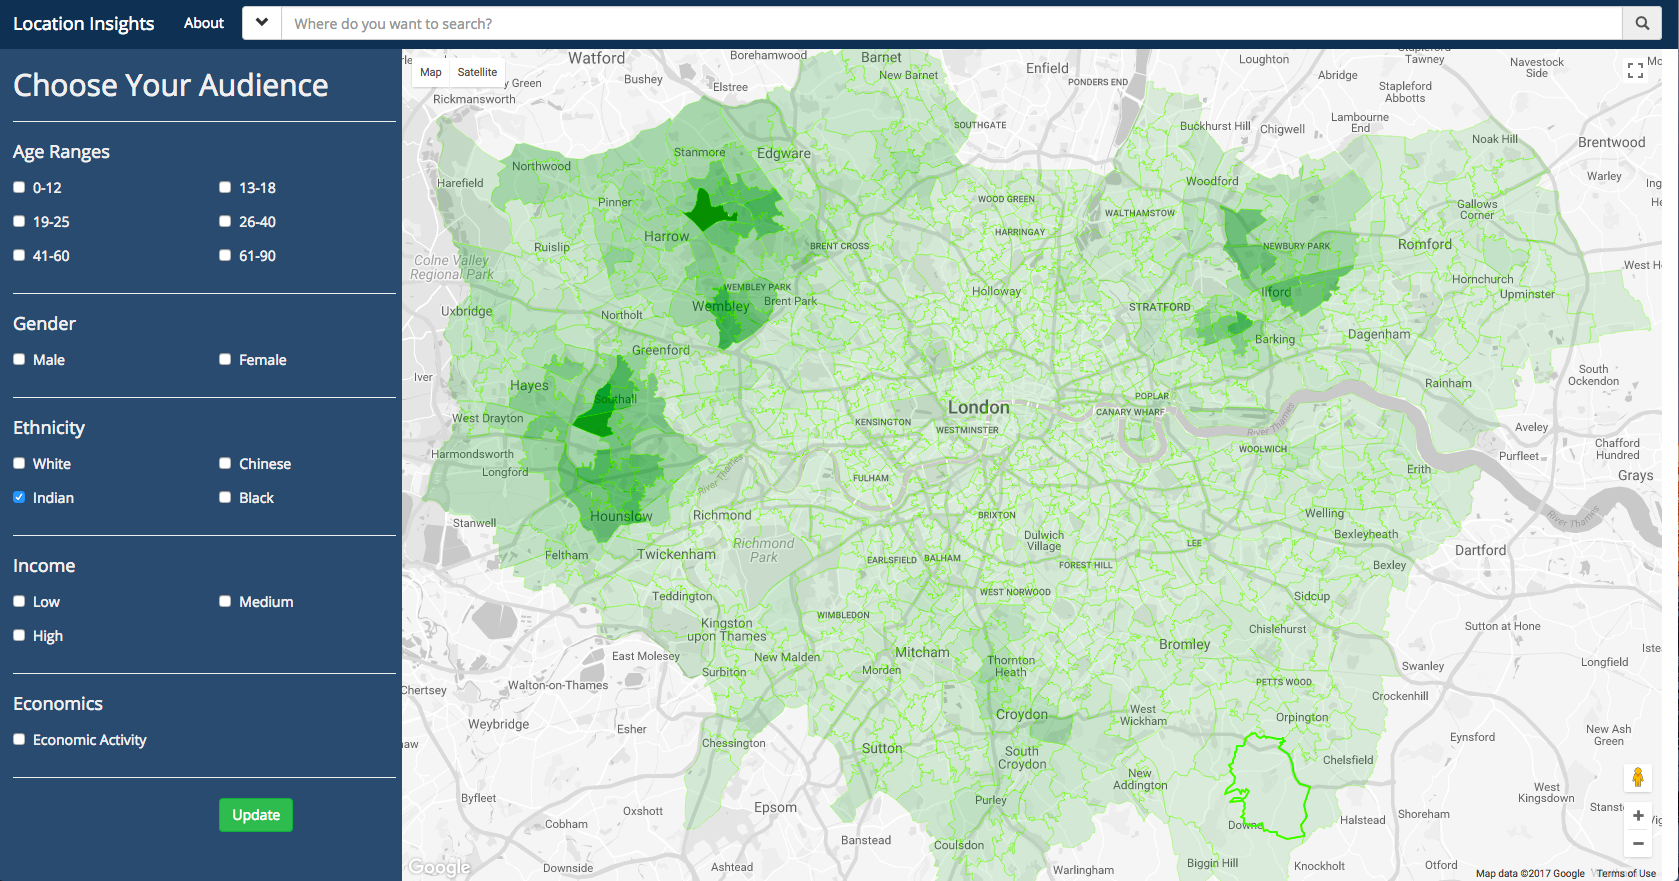 Location Insights
About
Where do you want to search?
Choose Your Audience
Age Ranges
0-12
13-18
19-25
26-40
41-60
61-90
Gender
Male
Female
Ethnicity
White
Chinese
Indian
Black
Income
Low
Medium
High
Economics
Economic Activity
Update
Map
Satellite
Watford
Borehamwood
Barnet
Enfield
Loughton
Stapleford
Tawney
Navestock
Side
Bushey
Elstree
New Barnet
PONDERS END
Abridge
Stapleford
Abbotts
Rickmansworth
SOUTHGATE
Buckhurst Hill
Chigwell
Lambourne
End
Noak Hill
Brentwood
Stanmore
Edgware
Northwood
Harefield
Woodford
Warley
Pinner
WOOD GREEN
WALTHAMSTOW
Gallows
Corner
Harrow
HARRINGAY
Ruislip
BRENT CROSS
NEWBURY PARK
Romford
Colne Valley
Regional Park
WEMBLEY PARK
Holloway
Ilford
Hornchurch
Upminster
Wembley
Brent Park
STRATFORD
Uxbridge
Northolt
Barking
Dagenham
Greenford
Iver
Hayes
Southall
Rainham
South
Ockendon
POPLAR
London
CANARY WHARF
West Drayton
KENSINGTON
WESTMINSTER
River Thames
Aveley
Harmondsworth
WOOLWICH
Purfleet
Chafford
Hundred
Longford
River Thames
FULHAM
Erith
Grays
Hounslow
Richmond
BRIXTON
Welling
River Thames
Stanwell
Richmond
Park
Dulwich
Village
LEE
Bexleyheath
Feltham
Twickenham
EARLSFIELD
BALHAM
FOREST HILL
Bexley
Dartford
Teddington
WEST NORWOOD
Sidcup
WIMBLEDON
Kingston
upon Thames
Chislehurst
Sutton at Hone
East Molesey
New Malden
Mitcham
Thornton
Heath
Bromley
Surbiton
Morden
Swanley
Longfield
Chertsey
Walton-on-Thames
PETTS WOOD
Crockenhill
Weybridge
Esher
Chessington
Sutton
Croydon
West
Wickham
Orpington
Eynsford
New Ash
Green
South
Croydon
Chelsfield
New
Addington
West
Kingsdown
Byfleet
Oxshott
Epsom
Purley
Cobham
Downe
Halstead
Shoreham
Banstead
Coulsdon
Google
Downside
Ashtead
Warlingham
Biggin Hill
Knockholt
Otford
Map data ©2017 Google
Terms of Use